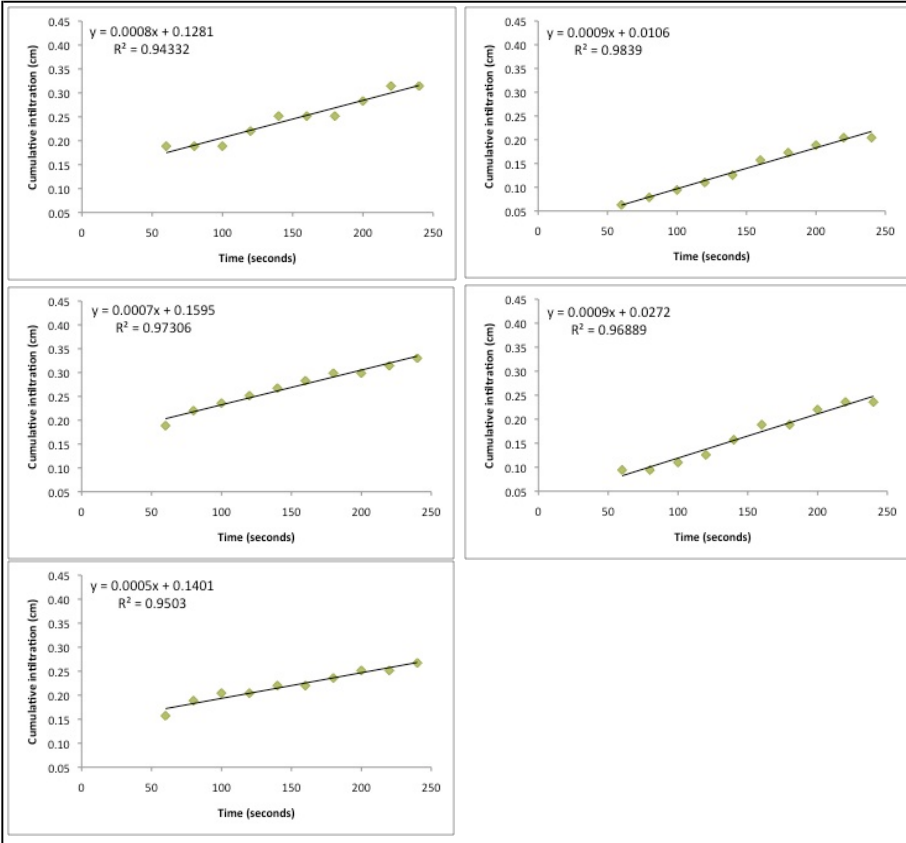 y = 0.0008x + 0.1281
R² = 0.94332
Cumulative intiltration (cm)
0.45
0.40
0.35
0.30
0.25
0.20
0.15
0.10
0.05
0 50 100 150 200 250
Time (seconds)
y = 0.0009x + 0.0106
R² = 0.9839
Cumulative intiltration (cm)
0.45
0.40
0.35
0.30
0.25
0.20
0.15
0.10
0.05
0 50 100 150 200 250
Time (seconds)
y = 0.0007x + 0.1595
R² = 0.97306
Cumulative intiltration (cm)
0.45
0.40
0.35
0.30
0.25
0.20
0.15
0.10
0.05
0 50 100 150 200 250
Time (seconds)
y = 0.0009x + 0.0272
R² = 0.96889
Cumulative intiltration (cm)
0.45
0.40
0.35
0.30
0.25
0.20
0.15
0.10
0.05
0 50 100 150 200 250
Time (seconds)
y = 0.0005x + 0.1401
R² = 0.9503
Cumulative intiltration (cm)
0.45
0.40
0.35
0.30
0.25
0.20
0.15
0.10
0.05
0 50 100 150 200 250
Time (seconds)